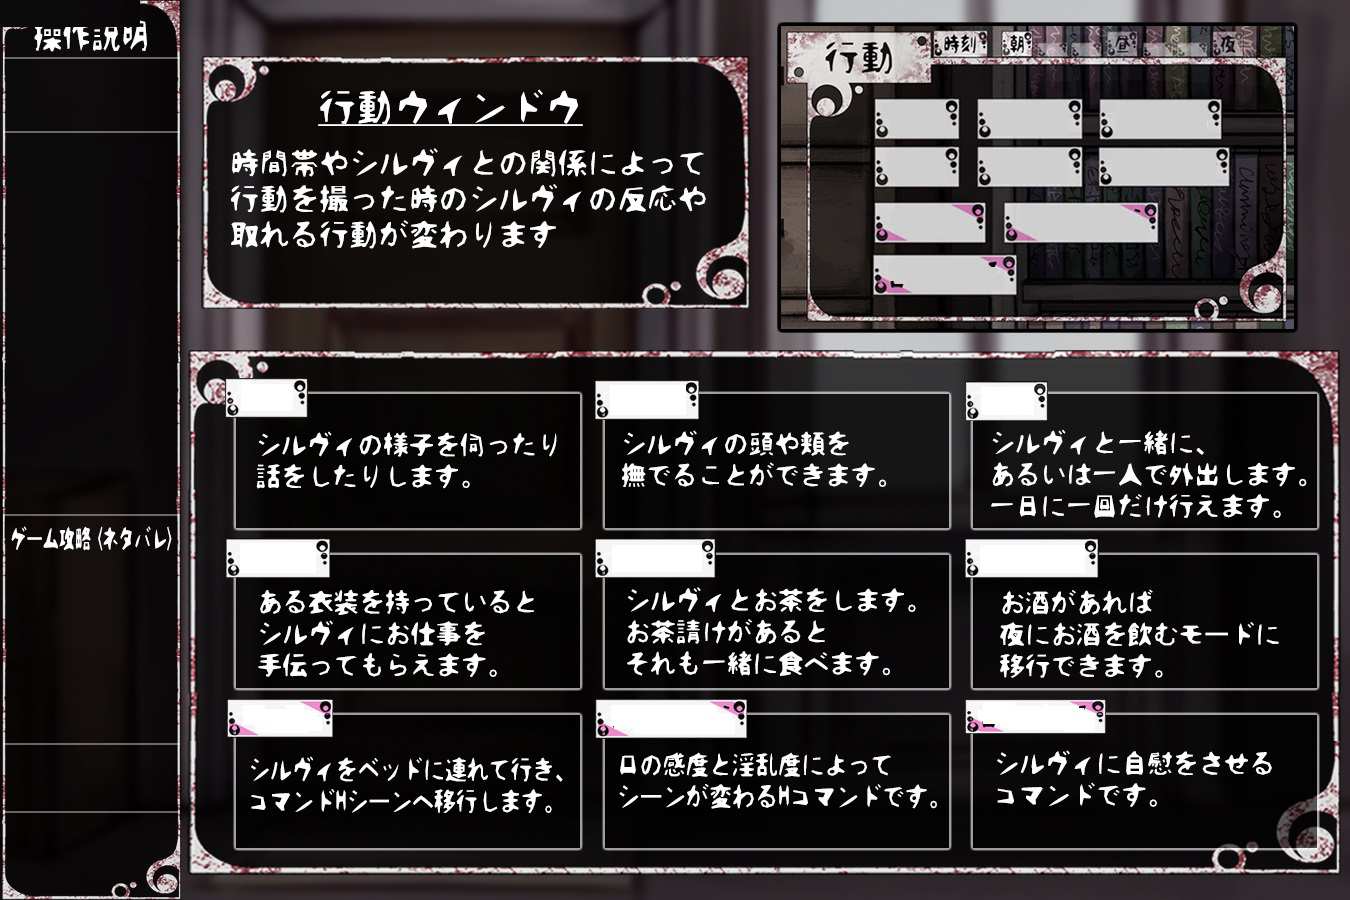 操作説明
ゲーム攻略(ネタバレ)
行動ウィンドウ
時間帯やシルヴィとの関係によって
行動を撮った時のシルヴィの反応や
取れる行動が変わります
行動
時刻
朝
昼
夜
シルヴィの様子を伺ったり
話をしたりします。
シルヴィの頭や頬を
撫でることができます。
シルヴィと一緒に、
あるいは一人で外出します。
一日に一回だけ行えます。
ある衣装を持っていると
シルヴィにお仕事を
手伝ってもらえます。
シルヴィとお茶をします。
お茶請けがあると
それも一緒に食べます。
お酒があれば
夜にお酒を飲むモードに
移行できます。
シルヴィをベッドに連れて行き、
コマンドHシーンへ移行します。
口の感度と淫乱度によって
シーンが変わるHコマンドです。
シルヴィに自慰をさせる
コマンドです。